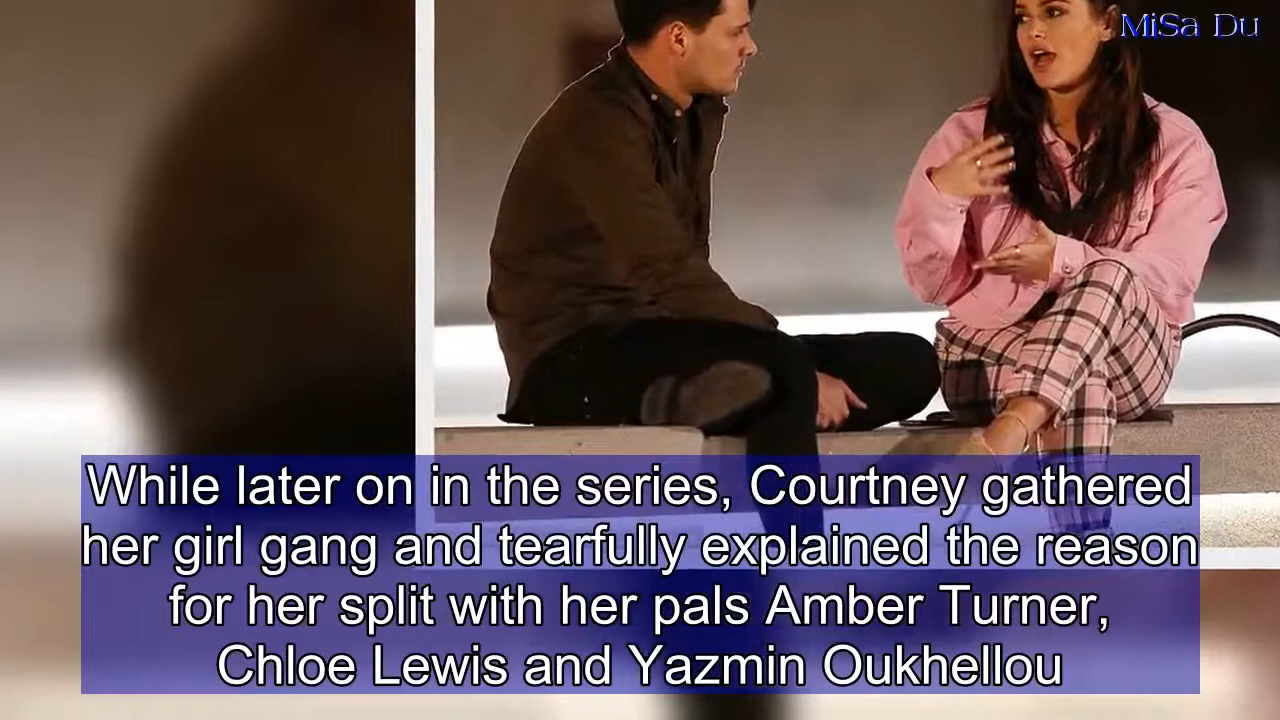 MiSa Du
While later on in the series, Courtney gathered
her girl gang and tearfully explained the reason
for her split with her pals Amber Turner,
Chloe Lewis and Yazmin Oukhellou